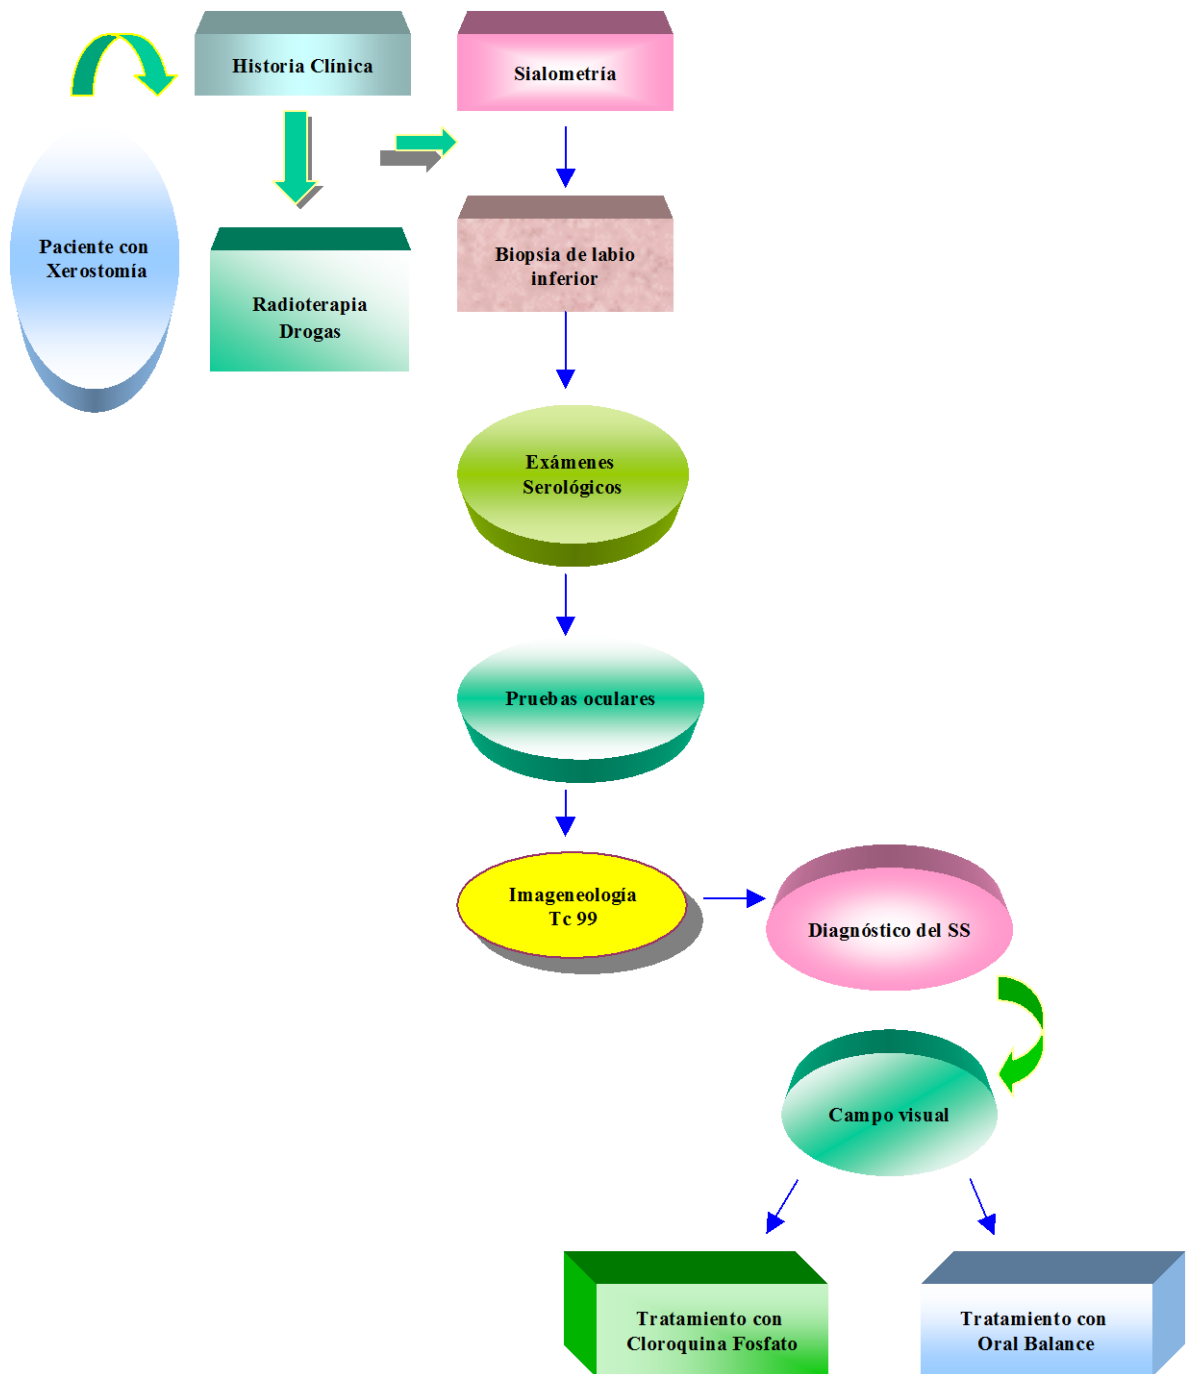 Historia Clínica
Sialometría
Paciente con
Xerostomía
Radioterapia
Drogas
Biopsia de labio
inferior
Exámenes
Serológicos
Pruebas oculares
Imageneología
Tc 99
Diagnóstico del SS
Campo visual
Tratamiento con
Cloroquina Fosfato
Tratamiento con
Oral Balance